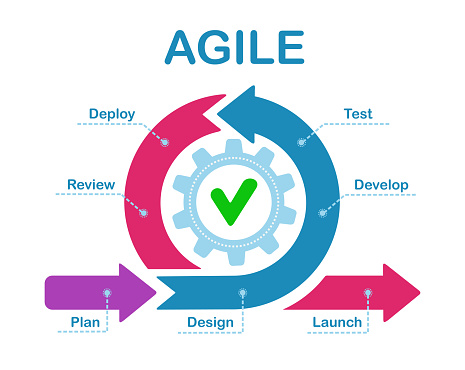 AGILE
Deploy
Test
Review
Develop
Plan
Design
Launch